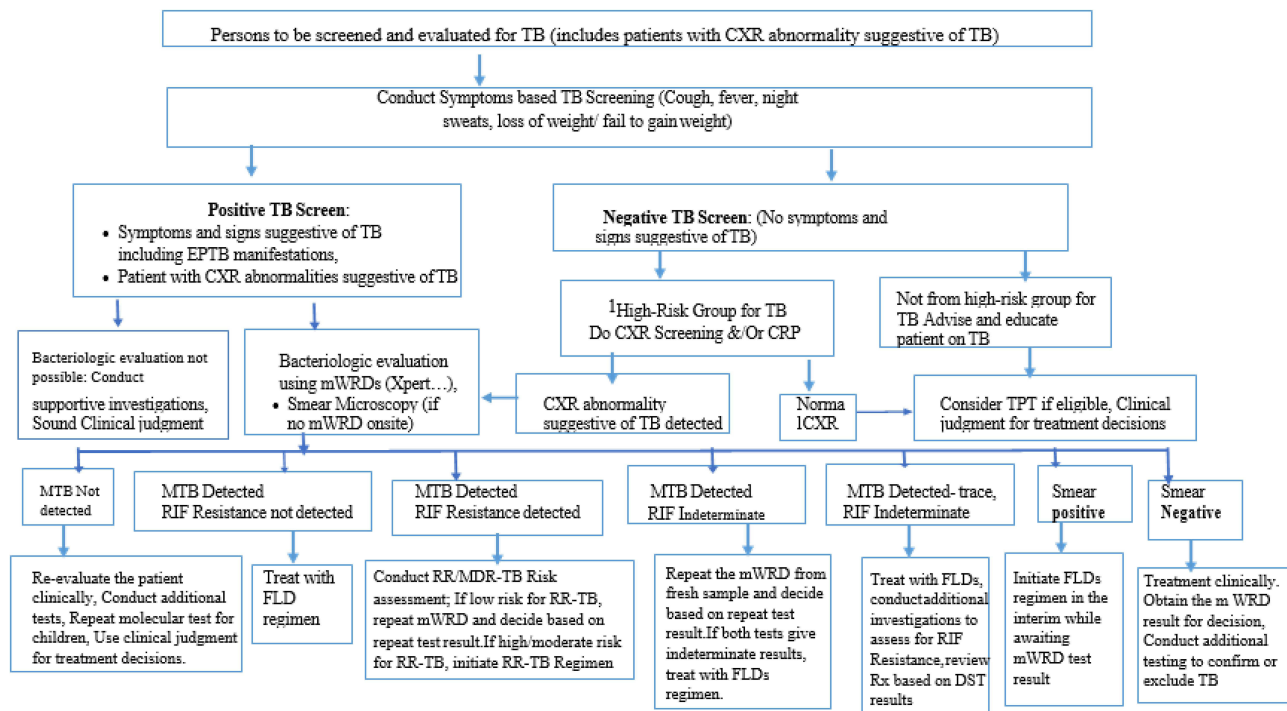 Persons to be screened and evaluated for TB (includes patients with CXR abnormality suggestive of TB)
Conduct Symptoms based TB Screening (Cough, fever, night
sweats, loss of weight/ fail to gain weight)
Positive TB Screen:
• Symptoms and signs suggestive of TB
including EPTB manifestations,
• Patient with CXR abnormalities suggestive of TB
Negative TB Screen: (No symptoms and
signs suggestive of TB)
1High-Risk Group for TB
Do CXR Screening &/Or CRP
Not from high-risk group for
TB Advise and educate
patient on TB
Bacteriologic evaluation not
possible: Conduct
supportive investigations,
Sound Clinical judgment
Bacteriologic evaluation
using mWRDs (Xpert…),
• Smear Microscopy (if
no mWRD onsite)
CXR abnormality
suggestive of TB detected
Norma
lCXR
Consider TPT if eligible, Clinical
judgment for treatment decisions
MTB Not
detected
MTB Detected
RIF Resistance not detected
MTB Detected
RIF Resistance detected
MTB Detected
RIF Indeterminate
MTB Detected- trace,
RIF Indeterminate
Smear
positive
Smear
Negative
Re-evaluate the patient
clinically, Conduct additional
tests, Repeat molecular test for
children, Use clinical judgment
for treatment decisions.
Treat with
FLD
regimen
Conduct RR/MDR-TB Risk
assessment; If low risk for RR-TB,
repeat mWRD and decide based on
repeat test result.If high/moderate risk
for RR-TB, initiate RR-TB Regimen
Repeat the mWRD from
fresh sample and decide
based on repeat test
result.If both tests give
indeterminate results,
treat with FLDs
regimen.
Treat with FLDs,
conductadditional
investigations to
assess for RIF
Resistance,review
Rx based on DST
results
Initiate FLDs
regimen in the
interim while
awaiting
mWRD test
result
Treatment clinically.
Obtain the m WRD
result for decision,
Conduct additional
testing to confirm or
exclude TB